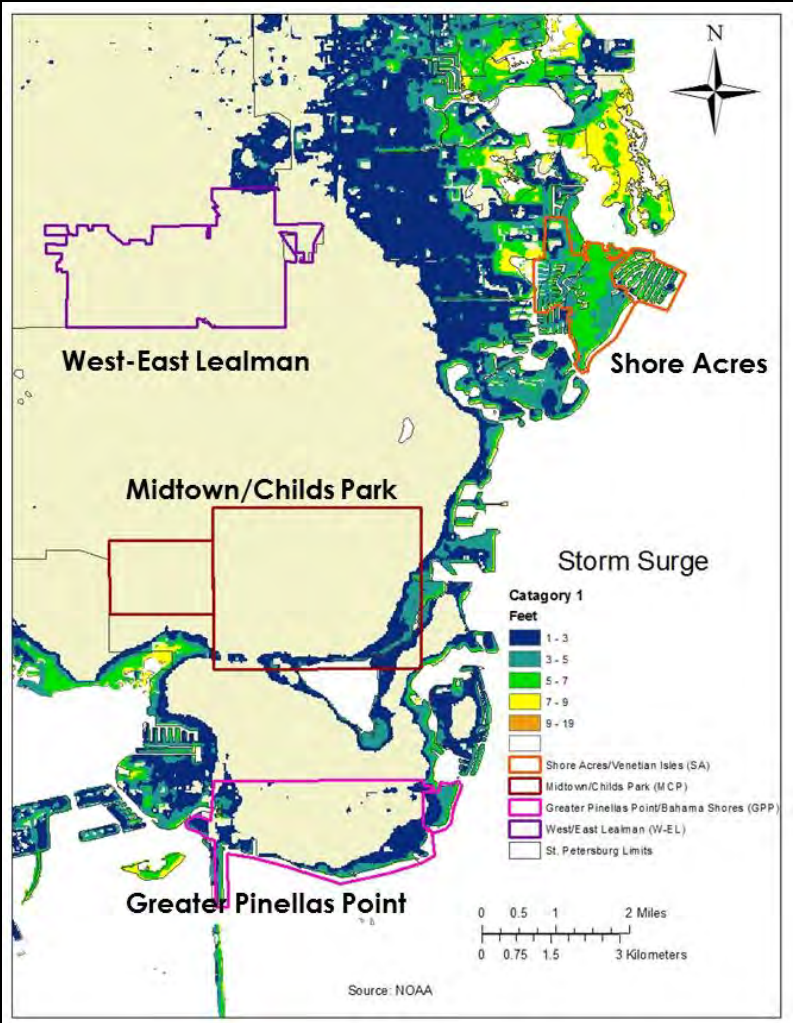 N
West-East Lealman
Shore Acres
Midtown/Childs Park
Storm Surge
Catagory 1
Feet
1 - 3
3 - 5
5 - 7
7 - 9
9 - 19
Shore Acres/Venetian Isles (SA)
Midtown/Childs Park (MCP)
Greater Pinellas Point/Bahama Shores (GPP)
West/East Lealman (W-EL)
St. Petersburg Limits
Greater Pinellas Point
0 0.5 1 2 Miles
0 0.75 1.5 3 Kilometers
Source: NOAA